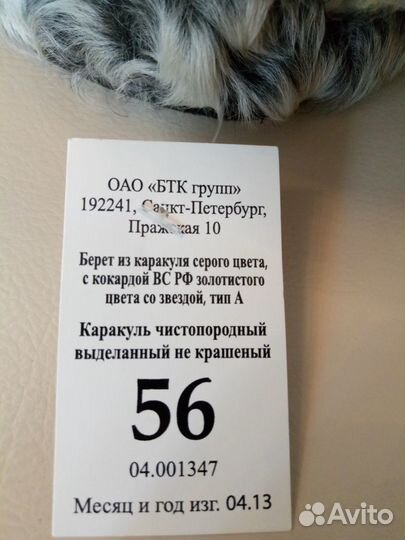 ОАО «БТК групп»
192241, Санкт-Петербург,
Пражская 10
Берет из каракуля серого цвета,
с кокардой ВС РФ золотистого
цвета со звездой, тип А
Каракуль чистопородный
выделанный не крашеный
56
04.001347
Месяц и год изг. 04.13
Avito